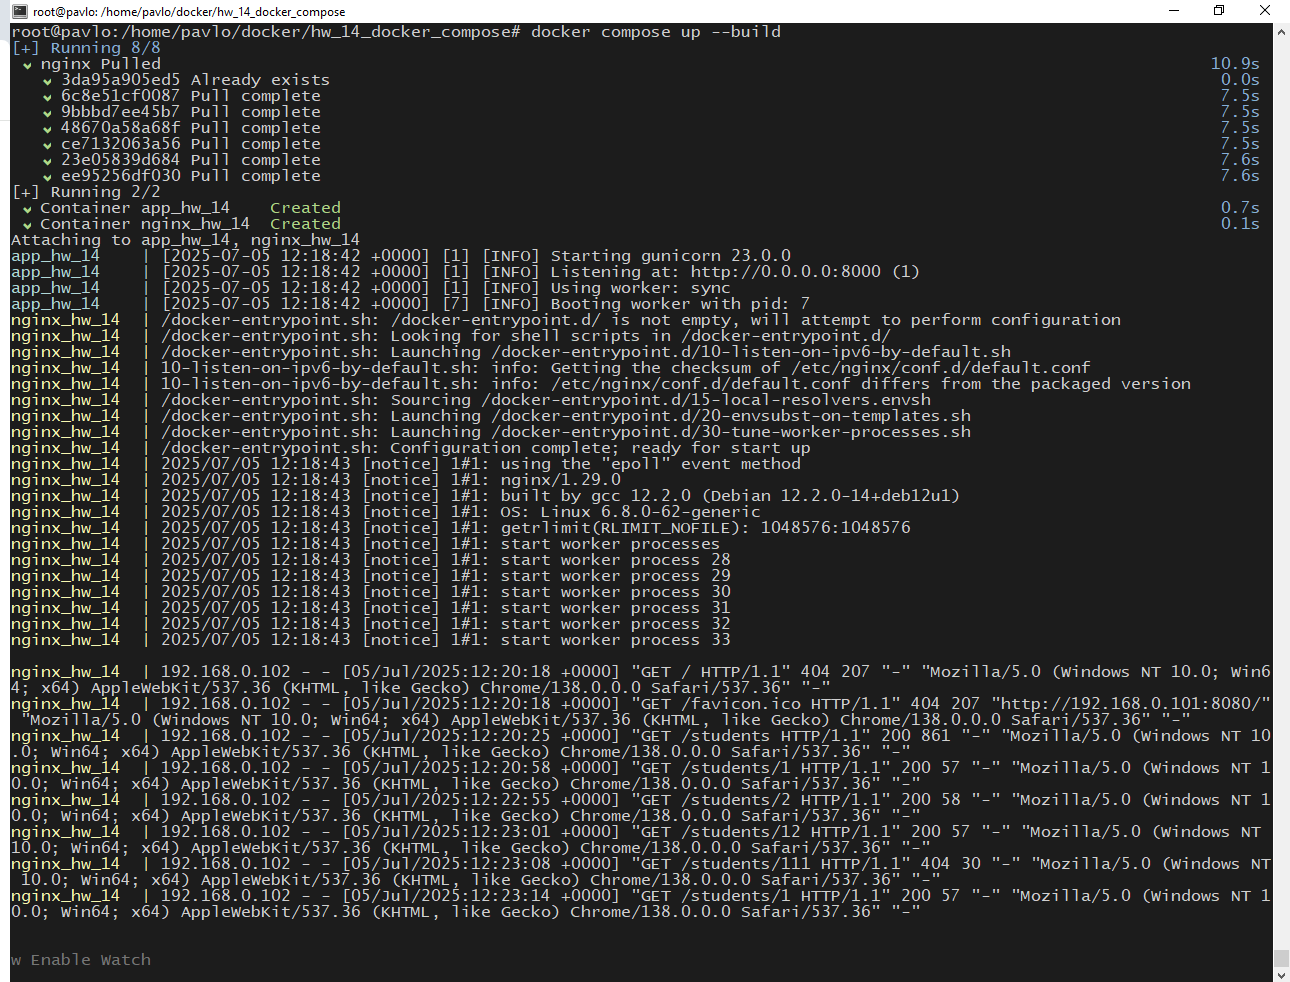 root@pavlo: /home/pavlo/docker/hw_14_docker_compose
root@pavlo:/home/pavlo/docker/hw_14_docker_compose# docker compose up --build
[+] Running 8/8
nginx Pulled 10.9s
3da95a905ed5 Already exists 0.0s
6c8e51cf0087 Pull complete 7.5s
9bbbd7ee45b7 Pull complete 7.5s
48670a58a68f Pull complete 7.5s
ce7132063a56 Pull complete 7.5s
23e05839d684 Pull complete 7.6s
ee95256df030 Pull complete 7.6s
[+] Running 2/2
Container app_hw_14 Created 0.7s
Container nginx_hw_14 Created 0.1s
Attaching to app_hw_14, nginx_hw_14
app_hw_14 | [2025-07-05 12:18:42 +0000] [1] [INFO] Starting gunicorn 23.0.0
app_hw_14 | [2025-07-05 12:18:42 +0000] [1] [INFO] Listening at: http://0.0.0.0:8000 (1)
app_hw_14 | [2025-07-05 12:18:42 +0000] [1] [INFO] Using worker: sync
app_hw_14 | [2025-07-05 12:18:42 +0000] [7] [INFO] Booting worker with pid: 7
nginx_hw_14 | /docker-entrypoint.sh: /docker-entrypoint.d/ is not empty, will attempt to perform configuration
nginx_hw_14 | /docker-entrypoint.sh: Looking for shell scripts in /docker-entrypoint.d/
nginx_hw_14 | /docker-entrypoint.sh: Launching /docker-entrypoint.d/10-listen-on-ipv6-by-default.sh
nginx_hw_14 | 10-listen-on-ipv6-by-default.sh: info: Getting the checksum of /etc/nginx/conf.d/default.conf
nginx_hw_14 | 10-listen-on-ipv6-by-default.sh: info: /etc/nginx/conf.d/default.conf differs from the packaged version
nginx_hw_14 | /docker-entrypoint.sh: Sourcing /docker-entrypoint.d/15-local-resolvers.envsh
nginx_hw_14 | /docker-entrypoint.sh: Launching /docker-entrypoint.d/20-envsubst-on-templates.sh
nginx_hw_14 | /docker-entrypoint.sh: Launching /docker-entrypoint.d/30-tune-worker-processes.sh
nginx_hw_14 | /docker-entrypoint.sh: Configuration complete; ready for start up
nginx_hw_14 | 2025/07/05 12:18:43 [notice] 1#1: using the "epoll" event method
nginx_hw_14 | 2025/07/05 12:18:43 [notice] 1#1: nginx/1.29.0
nginx_hw_14 | 2025/07/05 12:18:43 [notice] 1#1: built by gcc 12.2.0 (Debian 12.2.0-14+deb12u1)
nginx_hw_14 | 2025/07/05 12:18:43 [notice] 1#1: OS: Linux 6.8.0-62-generic
nginx_hw_14 | 2025/07/05 12:18:43 [notice] 1#1: getrlimit(RLIMIT_NOFILE): 1048576:1048576
nginx_hw_14 | 2025/07/05 12:18:43 [notice] 1#1: start worker processes
nginx_hw_14 | 2025/07/05 12:18:43 [notice] 1#1: start worker process 28
nginx_hw_14 | 2025/07/05 12:18:43 [notice] 1#1: start worker process 29
nginx_hw_14 | 2025/07/05 12:18:43 [notice] 1#1: start worker process 30
nginx_hw_14 | 2025/07/05 12:18:43 [notice] 1#1: start worker process 31
nginx_hw_14 | 2025/07/05 12:18:43 [notice] 1#1: start worker process 32
nginx_hw_14 | 2025/07/05 12:18:43 [notice] 1#1: start worker process 33
nginx_hw_14 | 192.168.0.102 - - [05/Jul/2025:12:20:18 +0000] "GET / HTTP/1.1" 404 207 "-" "Mozilla/5.0 (Windows NT 10.0; Win6
4; x64) AppleWebKit/537.36 (KHTML, like Gecko) Chrome/138.0.0.0 Safari/537.36" "-"
nginx_hw_14 | 192.168.0.102 - - [05/Jul/2025:12:20:18 +0000] "GET /favicon.ico HTTP/1.1" 404 207 "http://192.168.0.101:8080/"
"Mozilla/5.0 (Windows NT 10.0; Win64; x64) AppleWebKit/537.36 (KHTML, like Gecko) Chrome/138.0.0.0 Safari/537.36" "-"
nginx_hw_14 | 192.168.0.102 - - [05/Jul/2025:12:20:25 +0000] "GET /students HTTP/1.1" 200 861 "-" "Mozilla/5.0 (Windows NT 10
.0; Win64; x64) AppleWebKit/537.36 (KHTML, like Gecko) Chrome/138.0.0.0 Safari/537.36" "-"
nginx_hw_14 | 192.168.0.102 - - [05/Jul/2025:12:20:58 +0000] "GET /students/1 HTTP/1.1" 200 57 "-" "Mozilla/5.0 (Windows NT 1
0.0; Win64; x64) AppleWebKit/537.36 (KHTML, like Gecko) Chrome/138.0.0.0 Safari/537.36" "-"
nginx_hw_14 | 192.168.0.102 - - [05/Jul/2025:12:22:55 +0000] "GET /students/2 HTTP/1.1" 200 58 "-" "Mozilla/5.0 (Windows NT 1
0.0; Win64; x64) AppleWebKit/537.36 (KHTML, like Gecko) Chrome/138.0.0.0 Safari/537.36" "-"
nginx_hw_14 | 192.168.0.102 - - [05/Jul/2025:12:23:01 +0000] "GET /students/12 HTTP/1.1" 200 57 "-" "Mozilla/5.0 (Windows NT
10.0; Win64; x64) AppleWebKit/537.36 (KHTML, like Gecko) Chrome/138.0.0.0 Safari/537.36" "-"
nginx_hw_14 | 192.168.0.102 - - [05/Jul/2025:12:23:08 +0000] "GET /students/111 HTTP/1.1" 404 30 "-" "Mozilla/5.0 (Windows NT
10.0; Win64; x64) AppleWebKit/537.36 (KHTML, like Gecko) Chrome/138.0.0.0 Safari/537.36" "-"
nginx_hw_14 | 192.168.0.102 - - [05/Jul/2025:12:23:14 +0000] "GET /students/1 HTTP/1.1" 200 57 "-" "Mozilla/5.0 (Windows NT 1
0.0; Win64; x64) AppleWebKit/537.36 (KHTML, like Gecko) Chrome/138.0.0.0 Safari/537.36" "-"
w Enable Watch